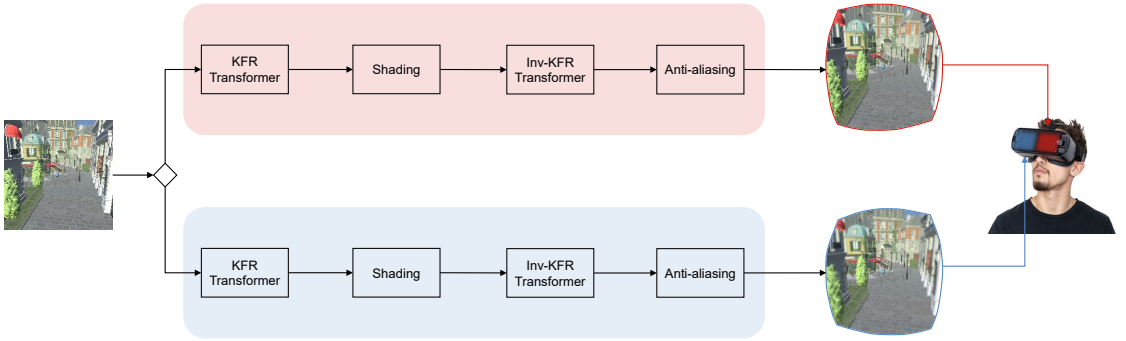 KFR
Transformer
Shading
Inv-KFR
Transformer
Anti-aliasing
KFR
Transformer
Shading
Inv-KFR
Transformer
Anti-aliasing